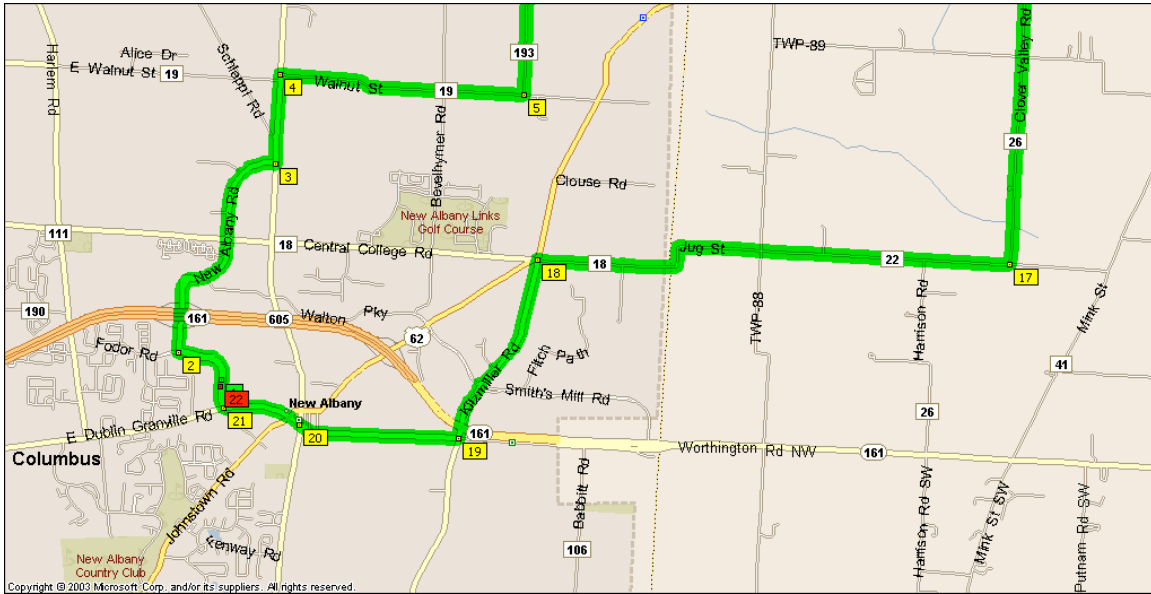 Harlem Rd
Alice Dr
E Walnut St
19
Schlappi Rd
4
Walnut St
19
193
5
TWP-89
Clover Valley Rd
26
3
Bevelhymer Rd
Clouse Rd
New Albany Rd
New Albany Links
Golf Course
111
18
Central College Rd
18
18
Jug St
22
17
190
161
605
Walton Pky
62
Kitzmiller Rd
Fitch Path
TWP-88
Harrison Rd
Mink St
Fodor Rd
2
22
21
New Albany
Smith's Mill Rd
41
E Dublin Granville Rd
20
161
19
Worthington Rd NW
161
26
Columbus
Johnstown Rd
Babbitt Rd
Harrison Rd SW
Mink St SW
Putnam Rd SW
106
Kenway Rd
New Albany
Country Club
Copyright © 2003 Microsoft Corp. and/or its suppliers. All rights reserved.